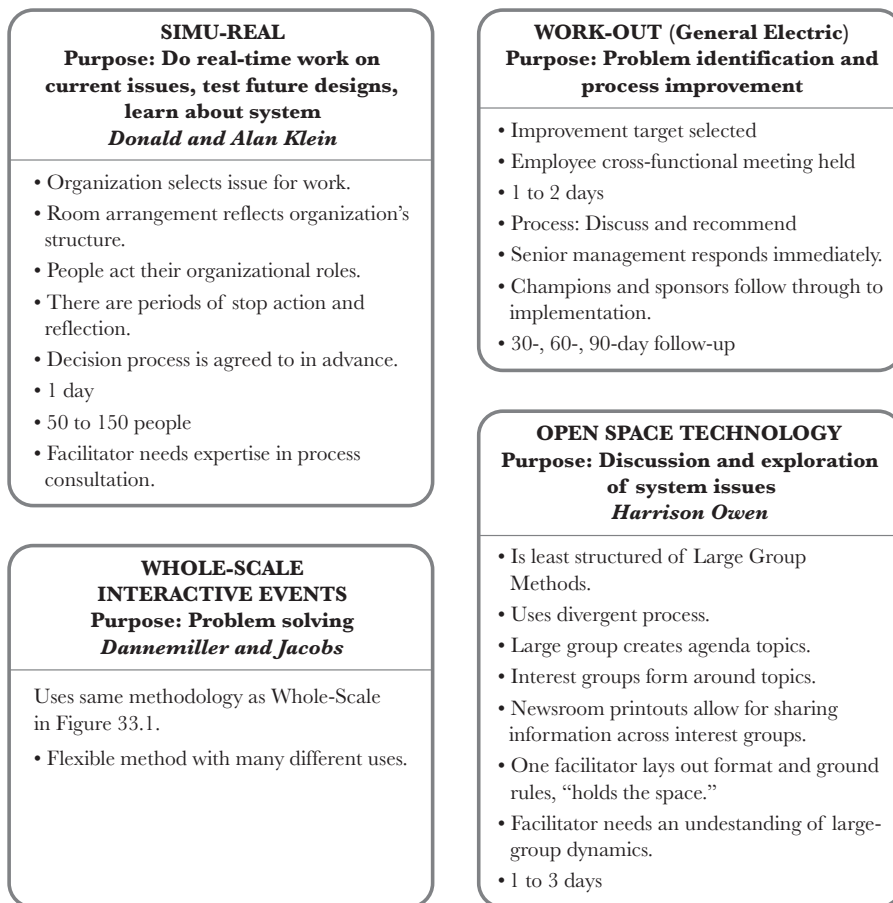 SIMU-REAL
Purpose: Do real-time work on
current issues, test future designs,
learn about system
Donald and Alan Klein
• Organization selects issue for work.
• Room arrangement reflects organization’s
structure.
• People act their organizational roles.
• There are periods of stop action and
reflection.
• Decision process is agreed to in advance.
• 1 day
• 50 to 150 people
• Facilitator needs expertise in process
consultation.
WHOLE-SCALE
INTERACTIVE EVENTS
Purpose: Problem solving
Dannemiller and Jacobs
Uses same methodology as Whole-Scale
in Figure 33.1.
• Flexible method with many different uses.
WORK-OUT (General Electric)
Purpose: Problem identification and
process improvement
• Improvement target selected
• Employee cross-functional meeting held
• 1 to 2 days
• Process: Discuss and recommend
• Senior management responds immediately.
• Champions and sponsors follow through to
implementation.
• 30-, 60-, 90-day follow-up
OPEN SPACE TECHNOLOGY
Purpose: Discussion and exploration
of system issues
Harrison Owen
• Is least structured of Large Group
Methods.
• Uses divergent process.
• Large group creates agenda topics.
• Interest groups form around topics.
• Newsroom printouts allow for sharing
information across interest groups.
• One facilitator lays out format and ground
rules, “holds the space.”
• Facilitator needs an undestanding of large-
group dynamics.
• 1 to 3 days